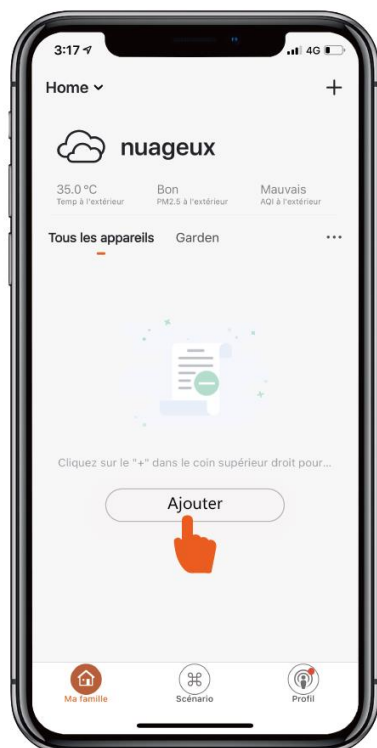 3:17 4G
Home
nuageux
35.0 °C Bon Mauvais
Temp à l'extérieur PM2.5 à l'extérieur AQI à l'extérieur
Tous les appareils Garden
Cliquez sur le "+" dans le coin supérieur droit pour...
Ajouter
Ma famille Scénario Profil